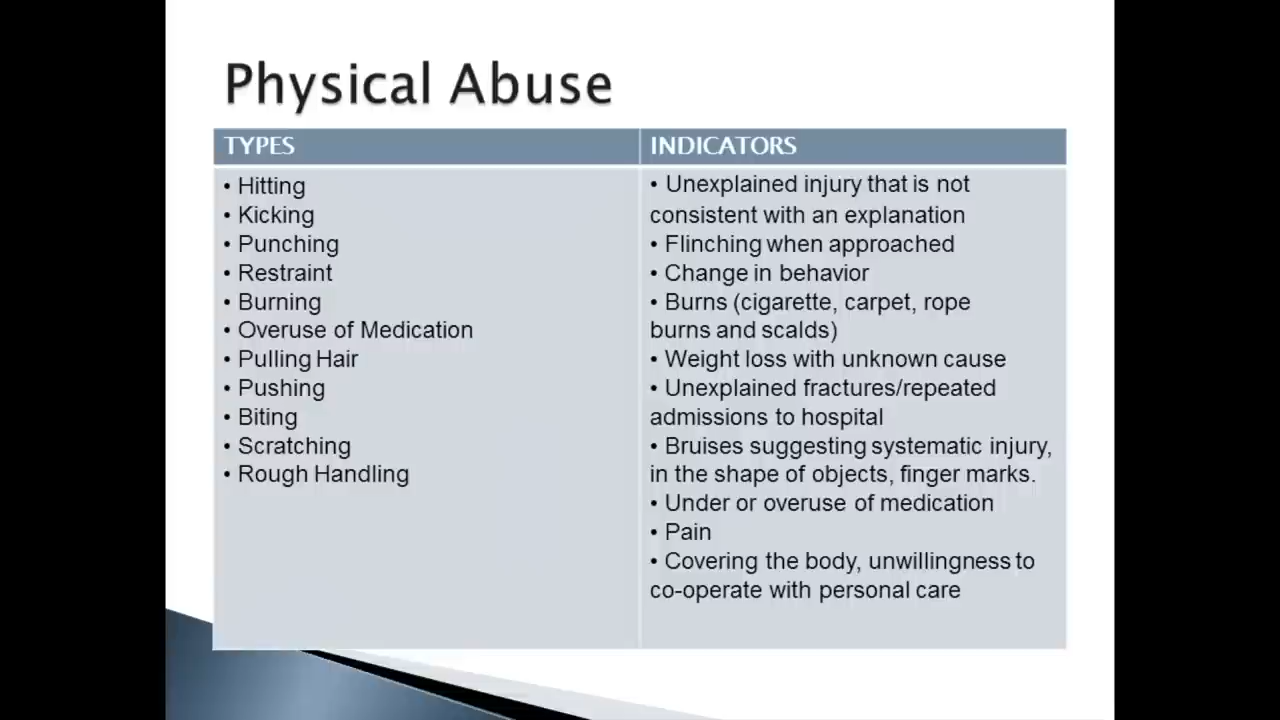 Physical Abuse
TYPES
• Hitting
• Kicking
• Punching
• Restraint
• Burning
• Overuse of Medication
• Pulling Hair
• Pushing
• Biting
• Scratching
• Rough Handling
INDICATORS
• Unexplained injury that is not
consistent with an explanation
• Flinching when approached
• Change in behavior
• Burns (cigarette, carpet, rope
burns and scalds)
• Weight loss with unknown cause
• Unexplained fractures/repeated
admissions to hospital
• Bruises suggesting systematic injury,
in the shape of objects, finger marks.
• Under or overuse of medication
• Pain
• Covering the body, unwillingness to
co-operate with personal care